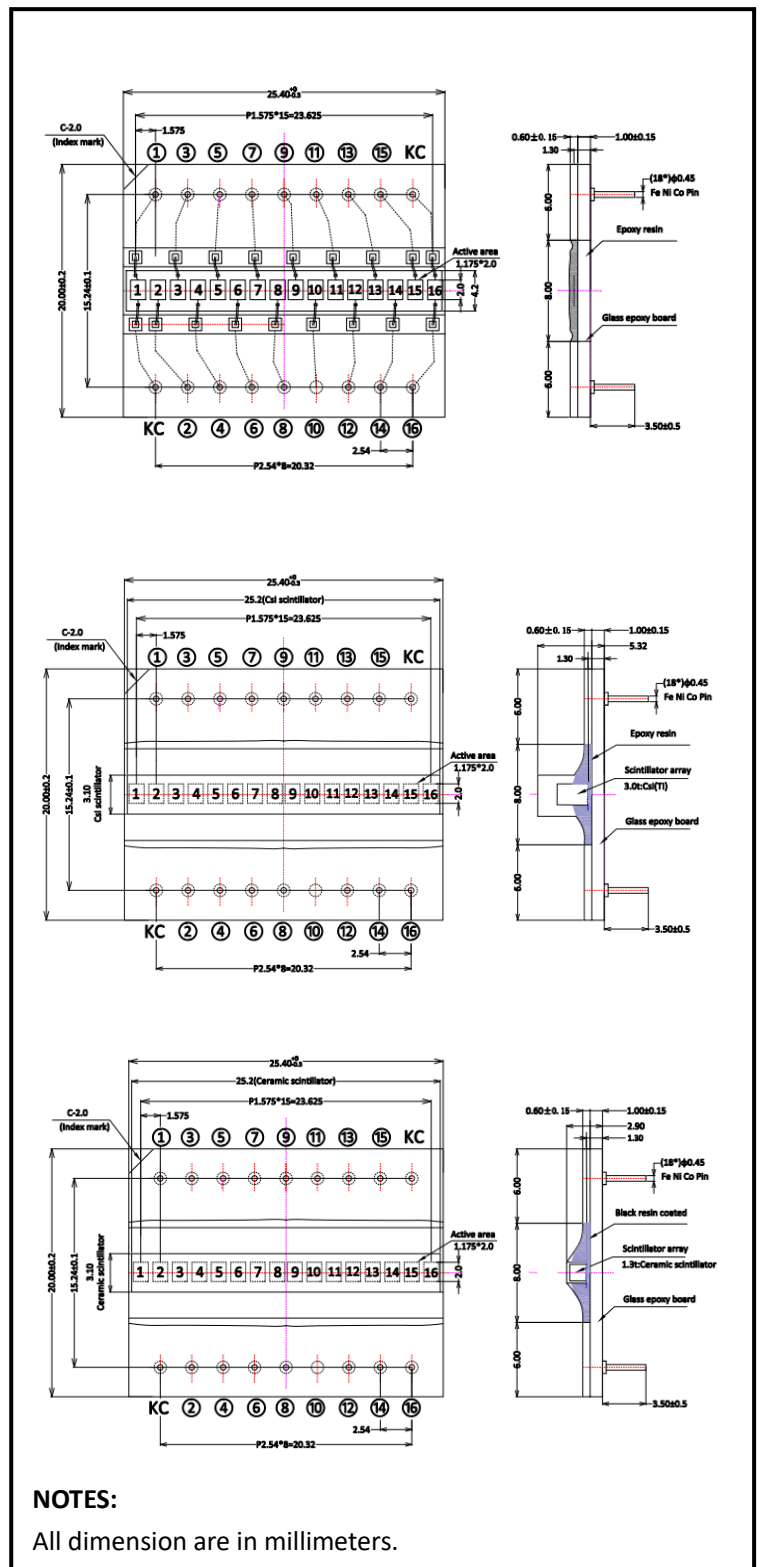 25.40+0-0.3
P1.575*15=23.625
C-2.0
(Index mark)
1.575
① ③ ⑤ ⑦ ⑨ ⑪ ⑬ ⑮ KC
20.00±0.2
15.24±0.1
Active area
1.175*2.0
1 2 3 4 5 6 7 8 9 10 11 12 13 14 15 16
2.0
4.2
KC ② ④ ⑥ ⑧ ⑩ ⑫ ⑭ ⑯
2.54
P2.54*8=20.32
0.60±0.15
1.00±0.15
1.30
(18*)ϕ0.45
Fe Ni Co Pin
6.00
Epoxy resin
8.00
Glass epoxy board
6.00
3.50±0.5
25.40+0-0.3
25.2(CsI scintillator)
P1.575*15=23.625
C-2.0
(Index mark)
1.575
① ③ ⑤ ⑦ ⑨ ⑪ ⑬ ⑮ KC
20.00±0.2
15.24±0.1
3.10
CsI scintillator
Active area
1.175*2.0
1 2 3 4 5 6 7 8 9 10 11 12 13 14 15 16
2.0
KC ② ④ ⑥ ⑧ ⑩ ⑫ ⑭ ⑯
2.54
P2.54*8=20.32
0.60±0.15
1.00±0.15
5.32
1.30
(18*)ϕ0.45
Fe Ni Co Pin
6.00
Epoxy resin
Scintillator array
3.0t:CsI(Tl)
8.00
Glass epoxy board
6.00
3.50±0.5
25.40+0-0.3
25.2(Ceramic scintillator)
P1.575*15=23.625
C-2.0
(Index mark)
1.575
① ③ ⑤ ⑦ ⑨ ⑪ ⑬ ⑮ KC
20.00±0.2
15.24±0.1
3.10
Ceramic scintillator
Active area
1.175*2.0
1 2 3 4 5 6 7 8 9 10 11 12 13 14 15 16
2.0
KC ② ④ ⑥ ⑧ ⑩ ⑫ ⑭ ⑯
2.54
P2.54*8=20.32
0.60±0.15
1.00±0.15
2.90
1.30
(18*)ϕ0.45
Fe Ni Co Pin
6.00
Black resin coated
Scintillator array
1.3t:Ceramic scintillator
8.00
Glass epoxy board
6.00
3.50±0.5
NOTES:
All dimension are in millimeters.